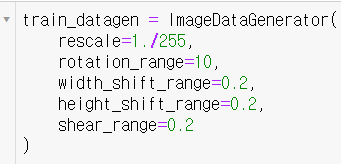 train_datagen = ImageDataGenerator(
    rescale=1./255,
    rotation_range=10,
    width_shift_range=0.2,
    height_shift_range=0.2,
    shear_range=0.2
)